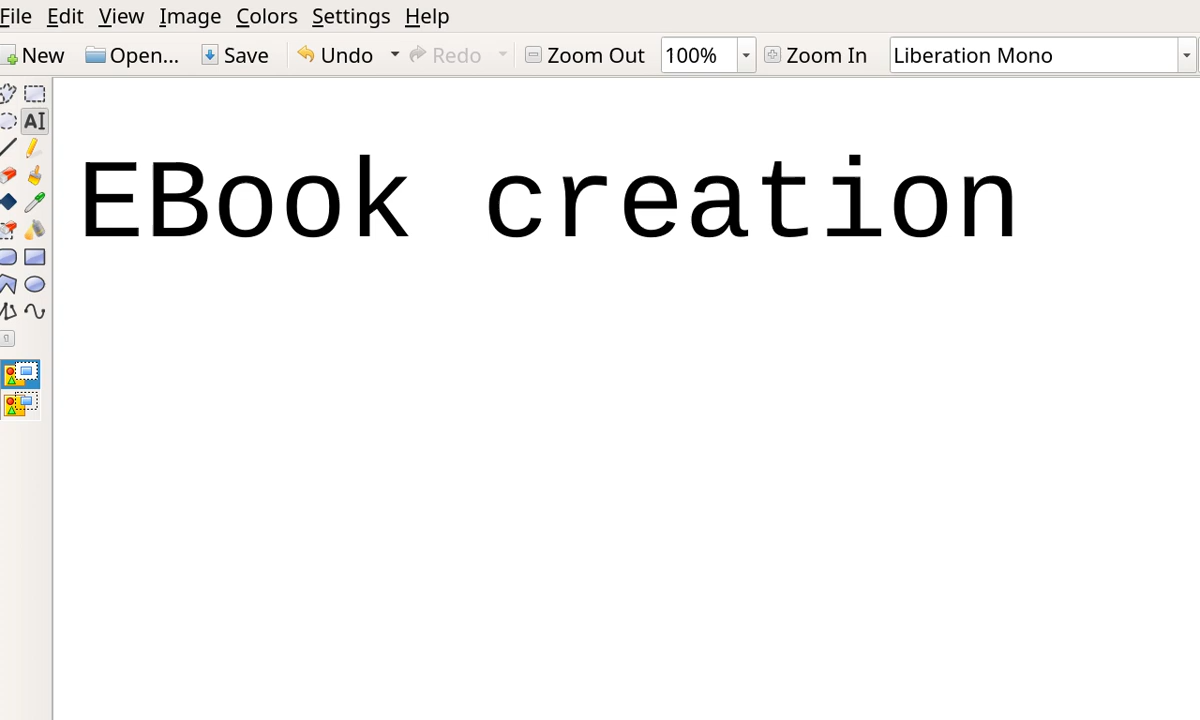 File Edit View Image Colors Settings Help
New Open... Save Undo Redo Zoom Out 100% Zoom In Liberation Mono
AI
EBook creation